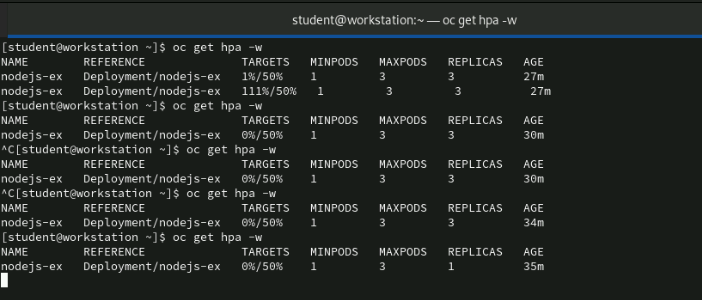 student@workstation:~ — oc get hpa -w
[student@workstation ~]$ oc get hpa -w
NAME REFERENCE TARGETS MINPODS MAXPODS REPLICAS AGE
nodejs-ex Deployment/nodejs-ex 1%/50% 1 3 3 27m
nodejs-ex Deployment/nodejs-ex 111%/50% 1 3 3 27m
[student@workstation ~]$ oc get hpa -w
NAME REFERENCE TARGETS MINPODS MAXPODS REPLICAS AGE
nodejs-ex Deployment/nodejs-ex 0%/50% 1 3 3 30m
^C[student@workstation ~]$ oc get hpa -w
NAME REFERENCE TARGETS MINPODS MAXPODS REPLICAS AGE
nodejs-ex Deployment/nodejs-ex 0%/50% 1 3 3 30m
^C[student@workstation ~]$ oc get hpa -w
NAME REFERENCE TARGETS MINPODS MAXPODS REPLICAS AGE
nodejs-ex Deployment/nodejs-ex 0%/50% 1 3 3 34m
[student@workstation ~]$ oc get hpa -w
NAME REFERENCE TARGETS MINPODS MAXPODS REPLICAS AGE
nodejs-ex Deployment/nodejs-ex 0%/50% 1 3 1 35m